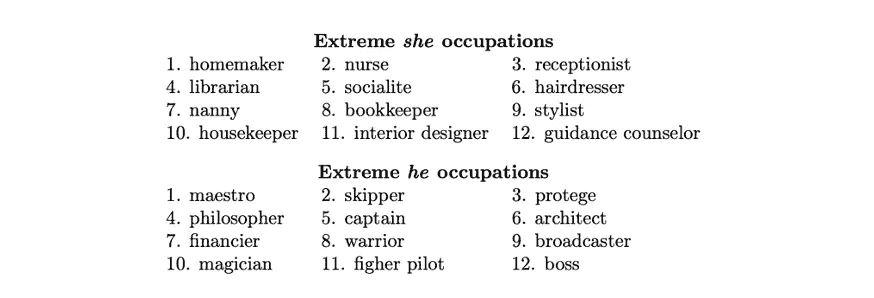 Extreme she occupations
1. homemaker 2. nurse 3. receptionist
4. librarian 5. socialite 6. hairdresser
7. nanny 8. bookkeeper 9. stylist
10. housekeeper 11. interior designer 12. guidance counselor
Extreme he occupations
1. maestro 2. skipper 3. protege
4. philosopher 5. captain 6. architect
7. financier 8. warrior 9. broadcaster
10. magician 11. figher pilot 12. boss